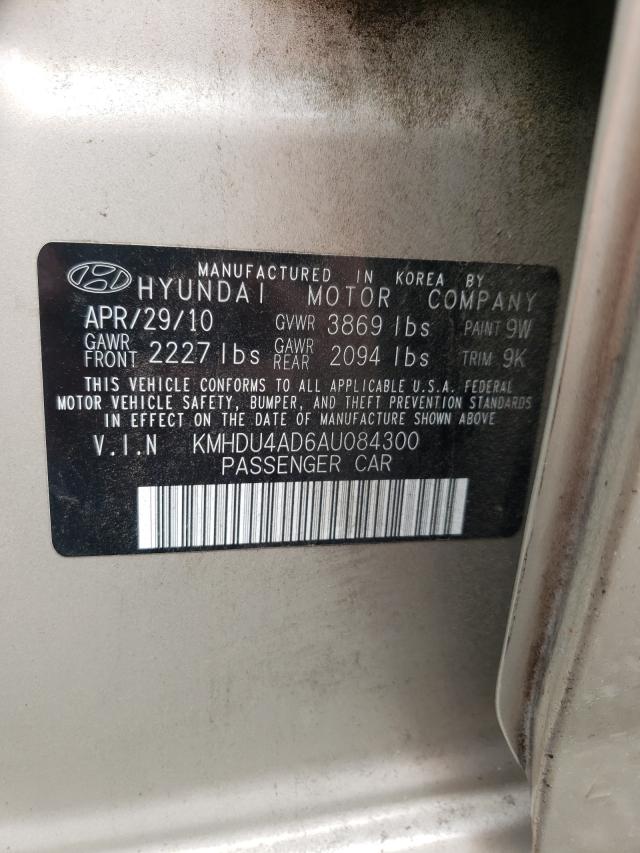 MANUFACTURED IN KOREA BY
HYUNDAI MOTOR COMPANY
APR/29/10 GVWR 3869 lbs PAINT 9W
GAWR FRONT 2227 lbs GAWR REAR 2094 lbs TRIM 9K
THIS VEHICLE CONFORMS TO ALL APPLICABLE U.S.A. FEDERAL
MOTOR VEHICLE SAFETY, BUMPER, AND THEFT PREVENTION STANDARDS
IN EFFECT ON THE DATE OF MANUFACTURE SHOWN ABOVE
V.I.N KMHDU4AD6AU084300
PASSENGER CAR